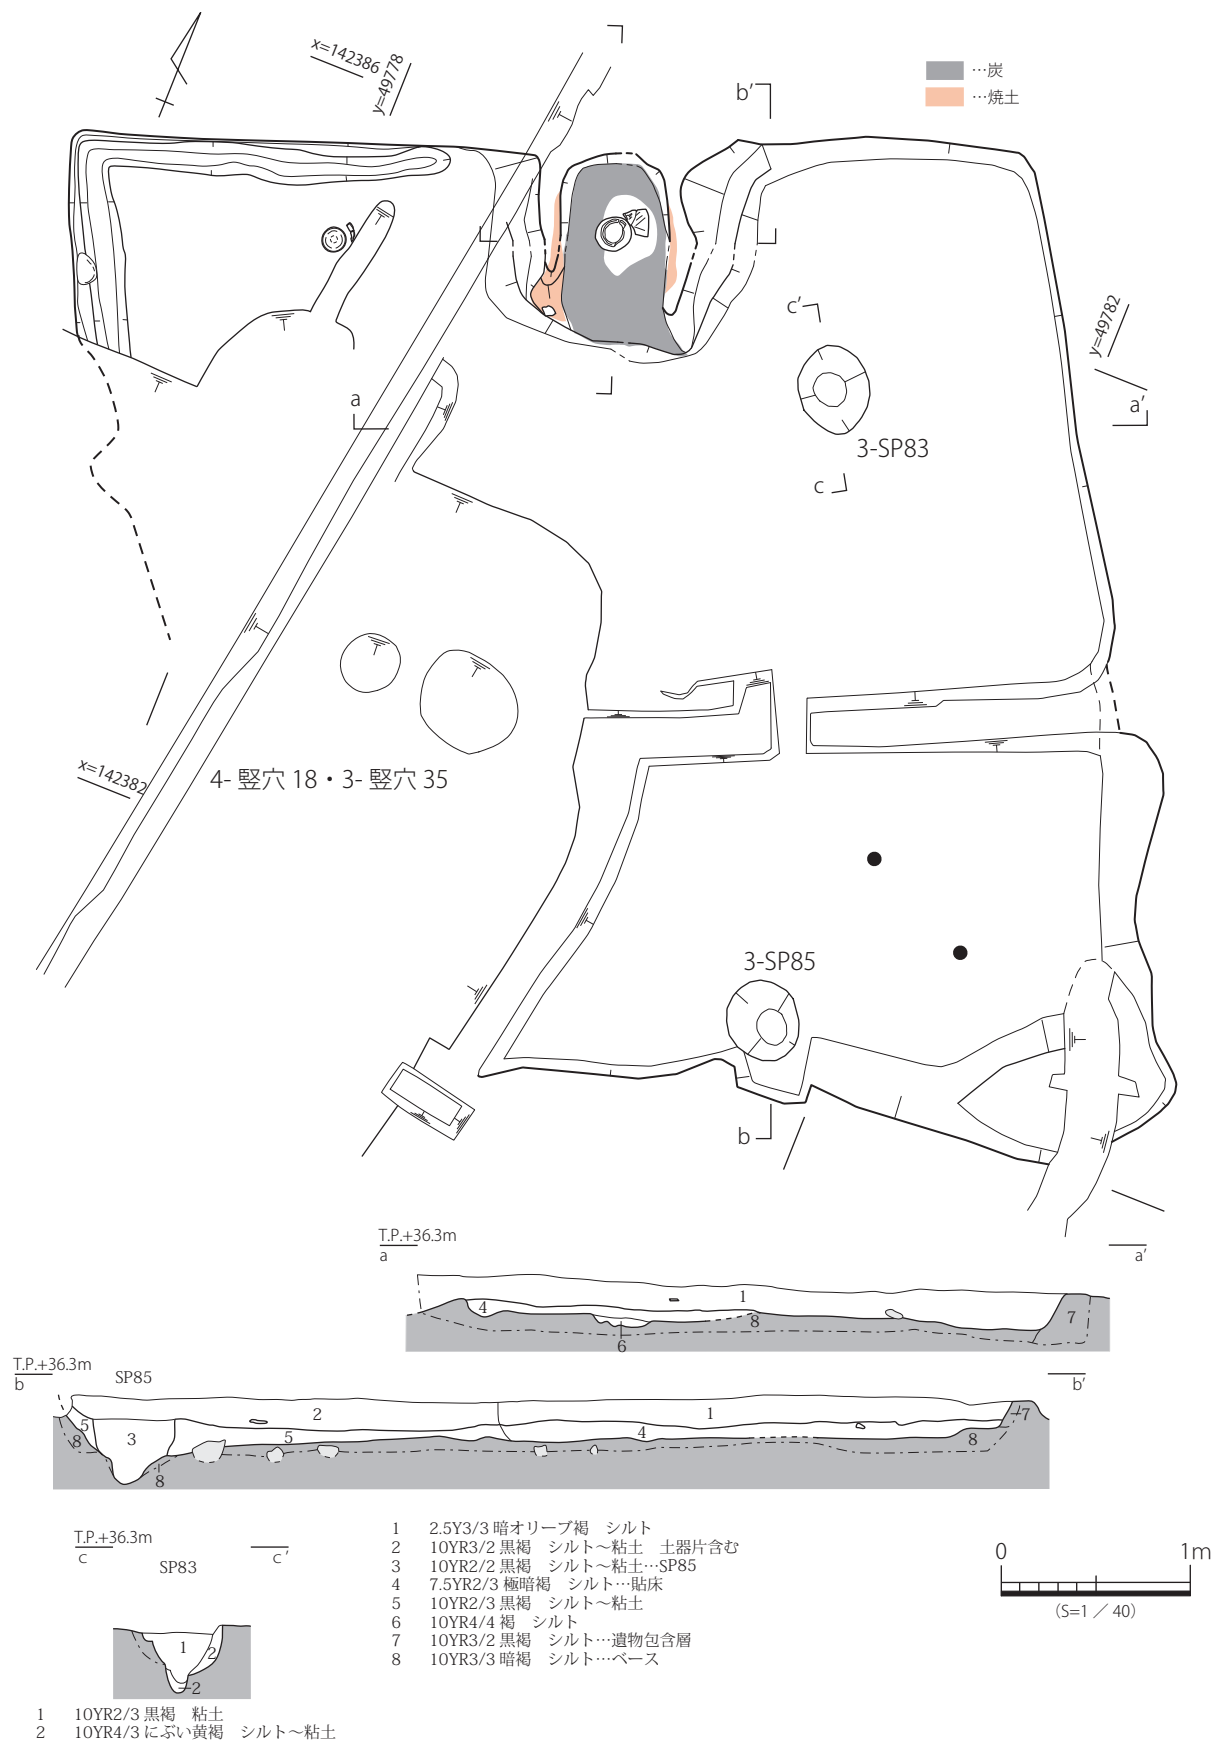 x=142386
y=49778
…炭
…焼土
b′
c′
y=49782
a
a′
3-SP83
c
x=142382
4- 竪穴 18・3- 竪穴 35
3-SP85
b
T.P.+36.3m
a
a′
1
4
8
7
6
T.P.+36.3m
SP85
b
b′
2
1
7
5
3
8
5
4
8
8
T.P.+36.3m
c
c′
SP83
1
2
2
1 10YR2/3 黒褐 粘土
2 10YR4/3 にぶい黄褐 シルト～粘土
1 2.5Y3/3 暗オリーブ褐 シルト
2 10YR3/2 黒褐 シルト～粘土 土器片含む
3 10YR2/2 黒褐 シルト～粘土…SP85
4 7.5YR2/3 極暗褐 シルト…貼床
5 10YR2/3 黒褐 シルト～粘土
6 10YR4/4 褐 シルト
7 10YR3/2 黒褐 シルト…遺物包含層
8 10YR3/3 暗褐 シルト…ベース
0 1m
（S=1／40）